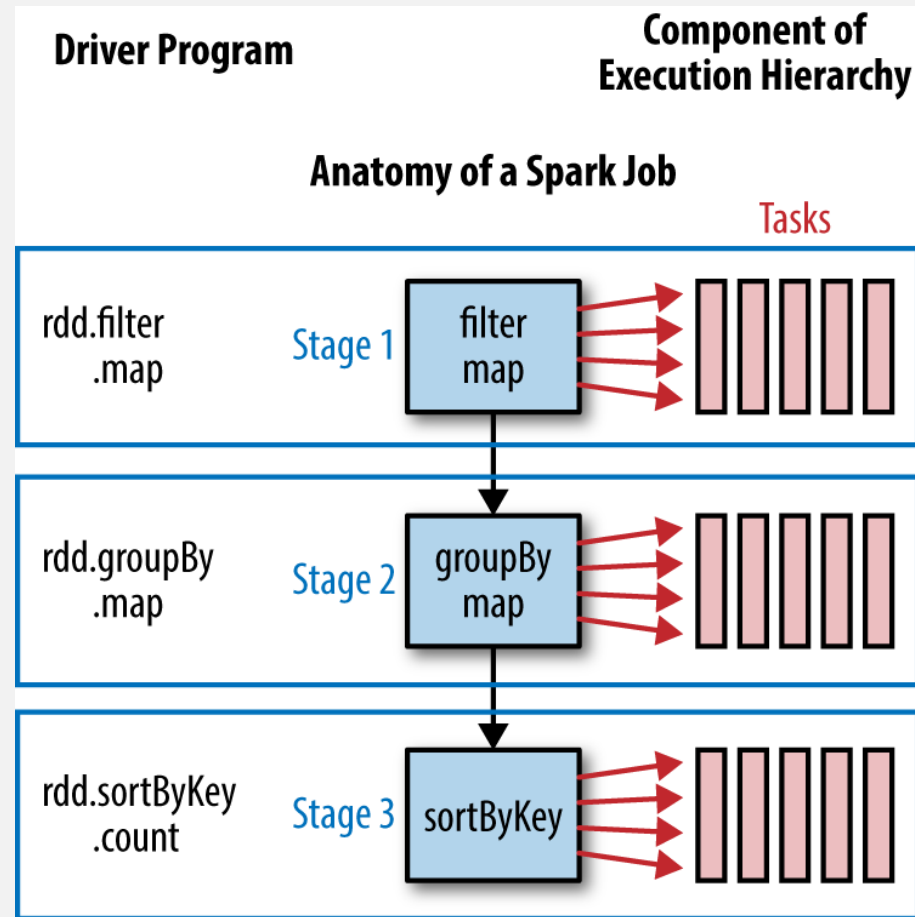 Driver Program
Component of
Execution Hierarchy
Anatomy of a Spark Job
Tasks
rdd.filter
.map
Stage 1
filter
map
rdd.groupBy
.map
Stage 2
groupBy
map
rdd.sortByKey
.count
Stage 3
sortByKey